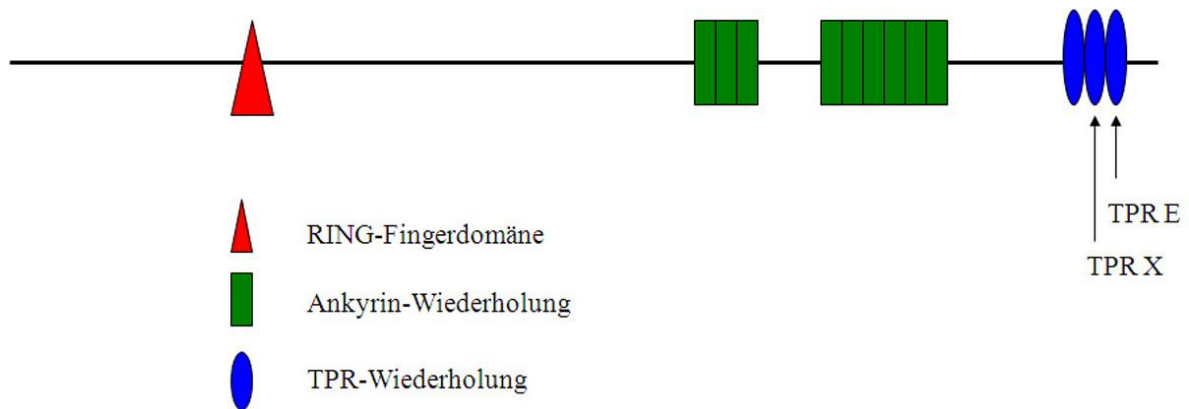 TPR E
TPR X
RING-Fingerdomäne
Ankyrin-Wiederholung
TPR-Wiederholung